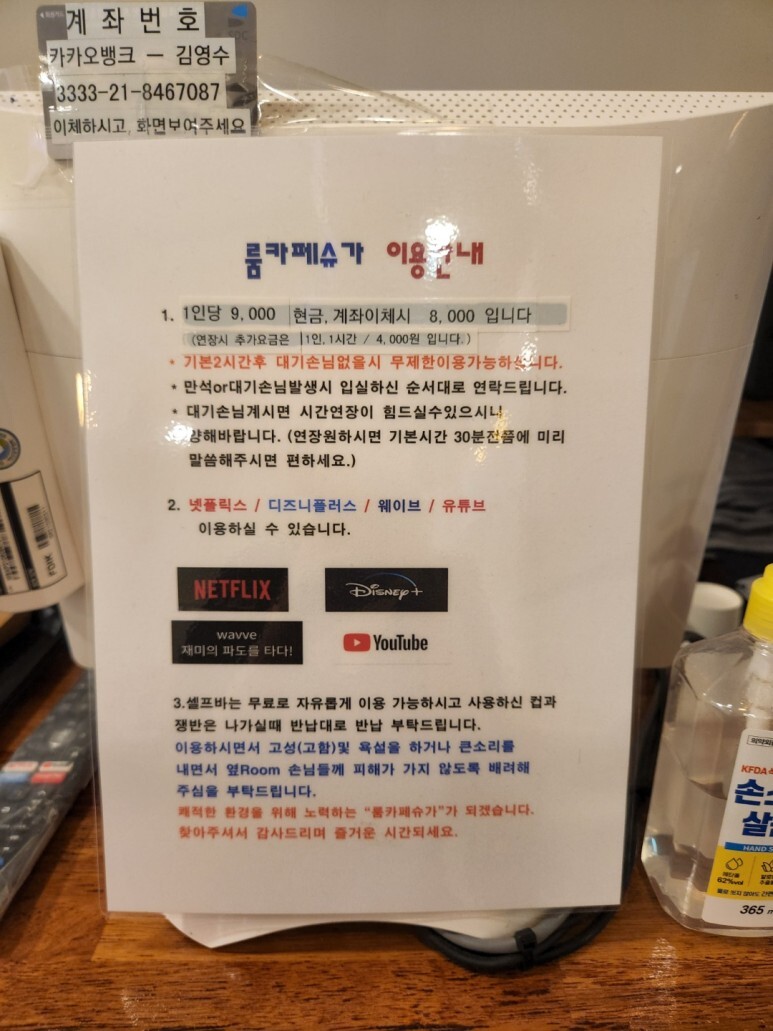 계 좌 번 호
카카오뱅크 – 김영수
3333-21-8467087
이체하시고, 화면보여주세요
룸카페슈가 이용안내
1. 1인당 9,000 현금,계좌이체시 8,000 입니다
(연장시 추가요금은 1인,1시간 / 4,000원 입니다.)
* 기본2시간후 대기손님없을시 무제한이용가능하십니다.
* 만석or대기손님발생시 입실하신 순서대로 연락드립니다.
* 대기손님계시면 시간연장이 힘드실수있으시니
양해바랍니다. (연장원하시면 기본시간 30분전쯤에 미리
말씀해주시면 편하세요.)
2. 넷플릭스 / 디즈니플러스 / 웨이브 / 유튜브
이용하실 수 있습니다.
NETFLIX Disney+
wavve
재미의 파도를 타다!
YouTube
3.셀프바는 무료로 자유롭게 이용 가능하시고 사용하신 컵과
쟁반은 나가실때 반납대로 반납 부탁드립니다.
이용하시면서 고성(고함)및 욕설을 하거나 큰소리를
내면서 옆Room 손님들께 피해가 가지 않도록 배려해
주심을 부탁드립니다.
쾌적한 환경을 위해 노력하는 "룸카페슈가"가 되겠습니다.
찾아주셔서 감사드리며 즐거운 시간되세요.
KFDA
HAND
62%vol
365